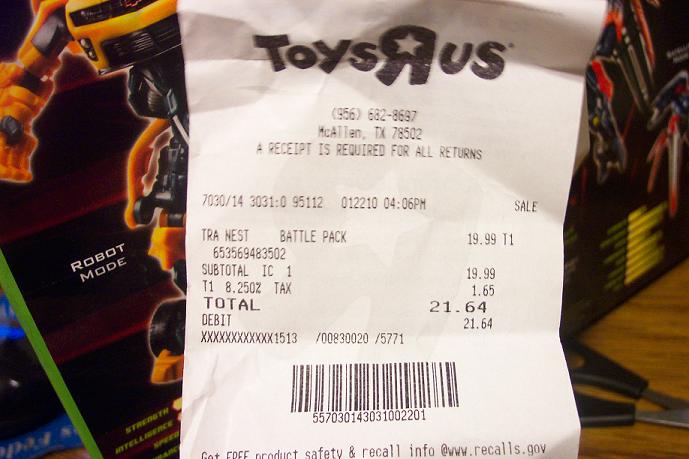 ToysRus
(956) 682-8697
McAllen, TX 78502
A RECEIPT IS REQUIRED FOR ALL RETURNS
7030/14 3031:0 95112 012210 04:06PM SALE
TRA NEST BATTLE PACK 19.99 T1
653569483502
SUBTOTAL IC 1 19.99
T1 8.250% TAX 1.65
TOTAL 21.64
DEBIT 21.64
XXXXXXXXXXXX1513 /00830020 /5771
557030143031002201
Get FREE product safety & recall info @www.recalls.gov
ROBOT
MODE
STRENGTH
INTELLIGENCE
SPEED